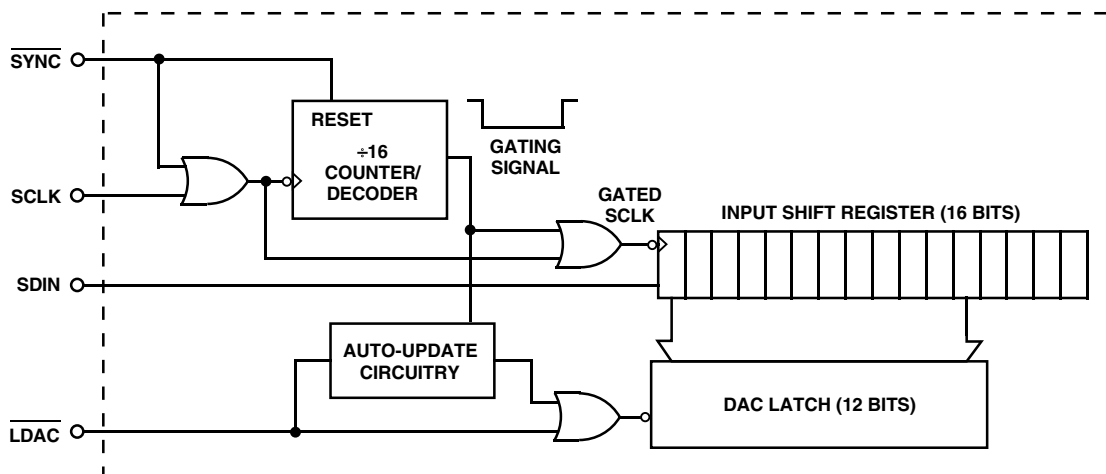 SYNC
RESET
÷16
COUNTER/
DECODER
GATING
SIGNAL
SCLK
GATED
SCLK
INPUT SHIFT REGISTER (16 BITS)
SDIN
AUTO-UPDATE
CIRCUITRY
DAC LATCH (12 BITS)
LDAC